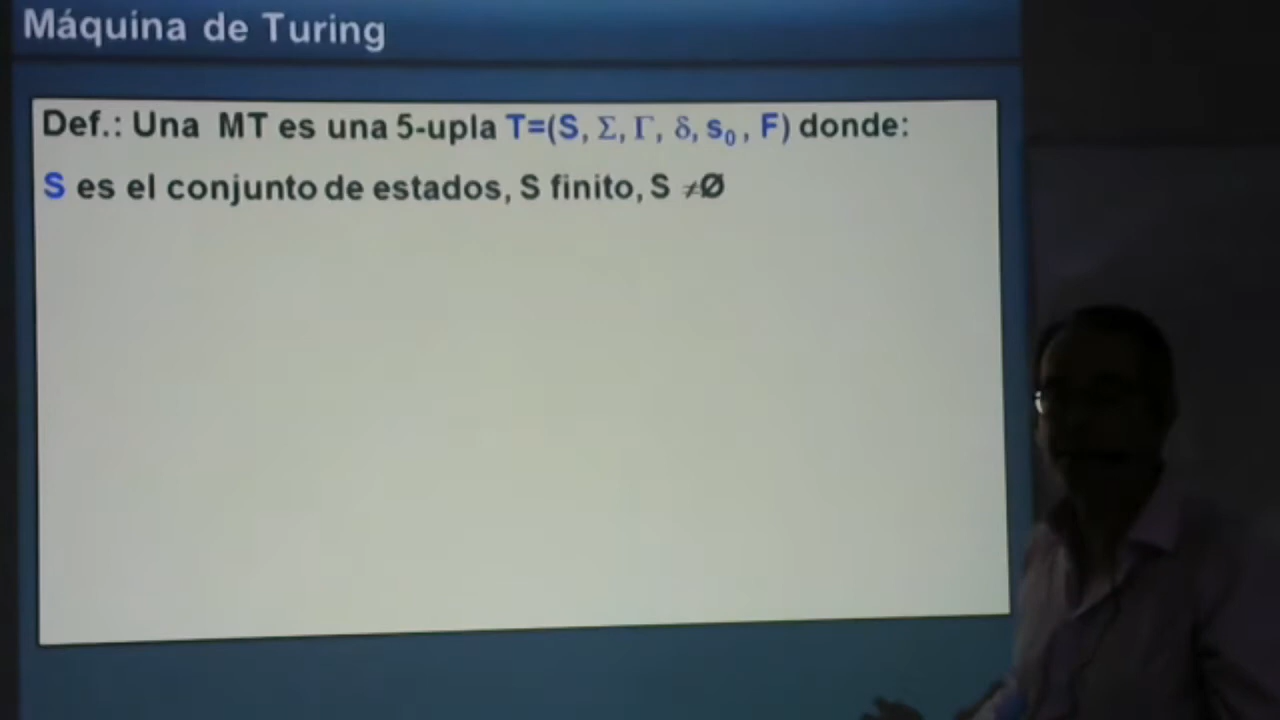 Máquina de Turing
Def.: Una MT es una 5-upla T=(S, Σ, Γ, δ, s₀ , F) donde:
S es el conjunto de estados, S finito, S ≠Ø